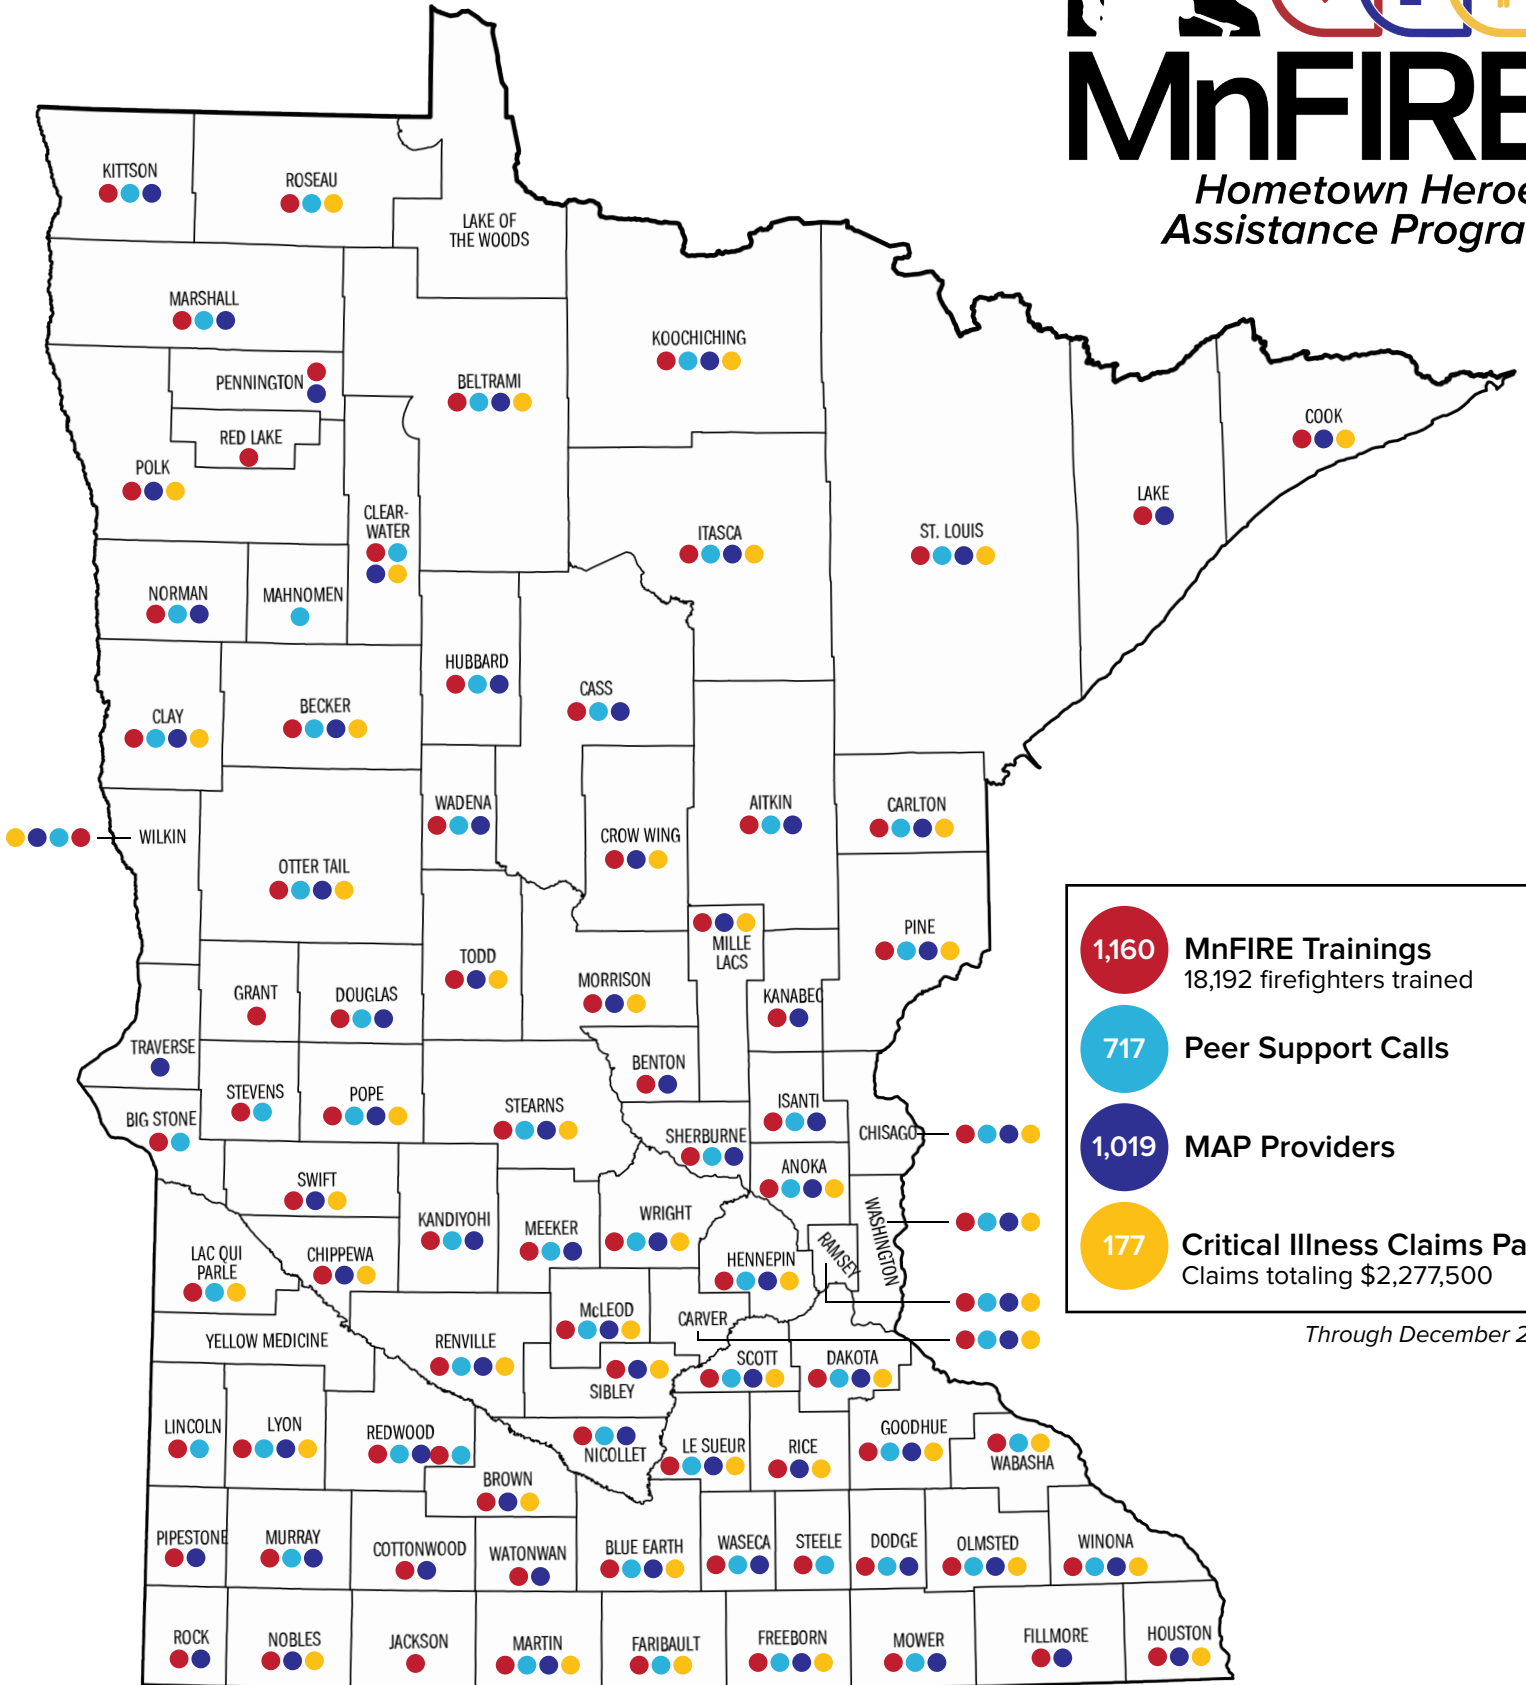 MnFIRE
Hometown Heroe
Assistance Progra
KITTSON
ROSEAU
LAKE OF
THE WOODS
MARSHALL
KOOCHICHING
PENNINGTON
BELTRAMI
RED LAKE
COOK
POLK
LAKE
CLEAR-
WATER
ITASCA
ST. LOUIS
NORMAN
MAHNOMEN
HUBBARD
CASS
BECKER
CLAY
WADENA
AITKIN
CARLTON
WILKIN
CROW WING
OTTER TAIL
PINE
MILLE
LACS
TODD
MORRISON
GRANT
DOUGLAS
KANABEC
TRAVERSE
BENTON
STEVENS
POPE
STEARNS
ISANTI
BIG STONE
SHERBURNE
CHISAGO
ANOKA
SWIFT
KANDIYOHI
MEEKER
WRIGHT
WASHINGTON
RAMSEY
LAC QUI
PARLE
CHIPPEWA
HENNEPIN
McLEOD
CARVER
YELLOW MEDICINE
RENVILLE
SCOTT
DAKOTA
SIBLEY
LINCOLN
LYON
REDWOOD
NICOLLET
LE SUEUR
RICE
GOODHUE
WABASHA
BROWN
PIPESTONE
MURRAY
COTTONWOOD
WATONWAN
BLUE EARTH
WASECA
STEELE
DODGE
OLMSTED
WINONA
ROCK
NOBLES
JACKSON
MARTIN
FARIBAULT
FREEBORN
MOWER
FILLMORE
HOUSTON
1,160 MnFIRE Trainings
18,192 firefighters trained
717 Peer Support Calls
1,019 MAP Providers
177 Critical Illness Claims Pa
Claims totaling $2,277,500
Through December 2